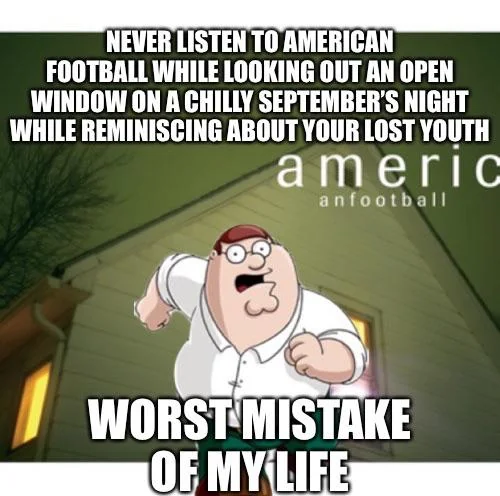 NEVER LISTEN TO AMERICAN
FOOTBALL WHILE LOOKING OUT AN OPEN
WINDOW ON A CHILLY SEPTEMBER'S NIGHT
WHILE REMINISCING ABOUT YOUR LOST YOUTH
americ
anfootball
WORST MISTAKE
OF MY LIFE